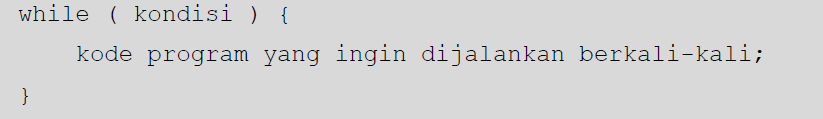 while ( kondisi ) {
    kode program yang ingin dijalankan berkali-kali;
}